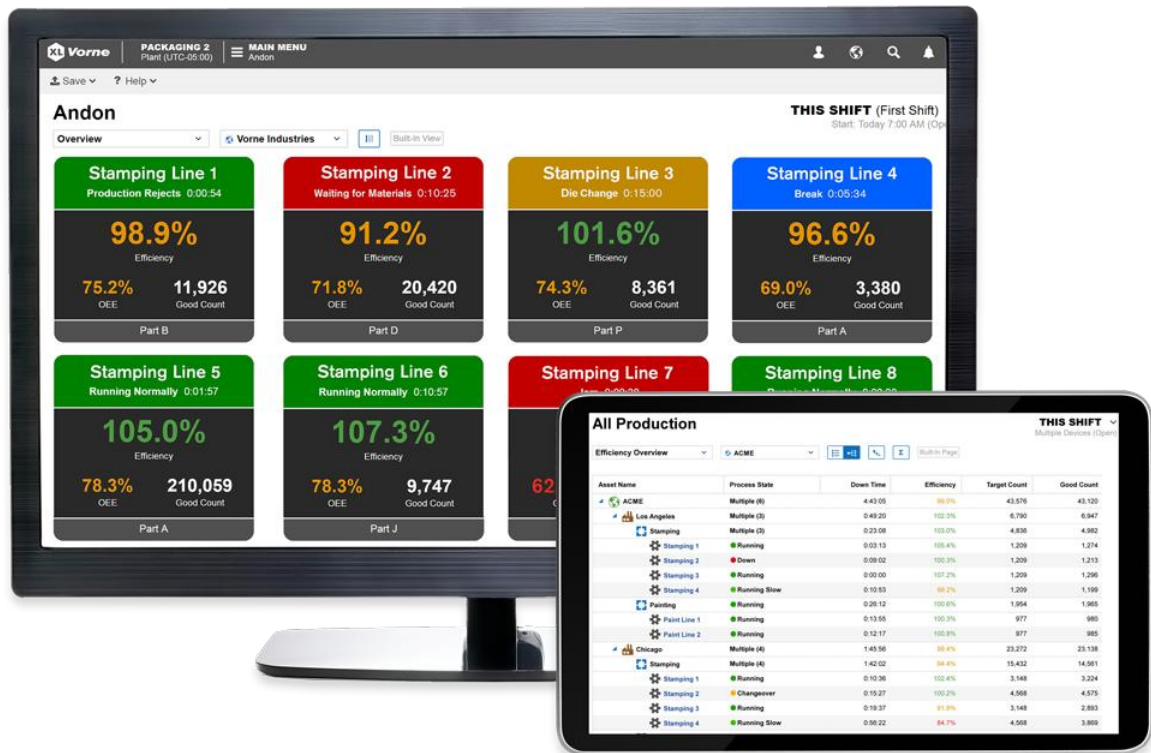 XL Vorne
PACKAGING 2
Plant (UTC-05:00)
MAIN MENU
Andon
Save
? Help
Andon
THIS SHIFT (First Shift)
Start: Today 7:00 AM (Ope
Overview
Vorne Industries
Built-In View
Stamping Line 1
Production Rejects 0:00:54
98.9%
Efficiency
75.2% 11,926
OEE Good Count
Part B
Stamping Line 2
Waiting for Materials 0:10:25
91.2%
Efficiency
71.8% 20,420
OEE Good Count
Part D
Stamping Line 3
Die Change 0:15:00
101.6%
Efficiency
74.3% 8,361
OEE Good Count
Part P
Stamping Line 4
Break 0:05:34
96.6%
Efficiency
69.0% 3,380
OEE Good Count
Part A
Stamping Line 5
Running Normally 0:01:57
105.0%
Efficiency
78.3% 210,059
OEE Good Count
Part A
Stamping Line 6
Running Normally 0:10:57
107.3%
Efficiency
78.3% 9,747
OEE Good Count
Part J
Stamping Line 7
62
Stamping Line 8
All Production
THIS SHIFT
Multiple Devices (Open)
Efficiency Overview
ACME
Built-In Page
Asset Name Process State Down Time Efficiency Target Count Good Count
ACME Multiple (6) 4:43:05 99.0% 43,576 43,120
Los Angeles Multiple (3) 0:49:20 102.3% 6,790 6,947
Stamping Multiple (3) 0:23:08 103.0% 4,836 4,982
Stamping 1 Running 0:03:13 105.4% 1,209 1,274
Stamping 2 Down 0:09:02 100.3% 1,209 1,213
Stamping 3 Running 0:00:00 107.2% 1,209 1,296
Stamping 4 Running Slow 0:10:53 99.2% 1,209 1,199
Painting Running 0:26:12 100.6% 1,954 1,965
Paint Line 1 Running 0:13:55 100.3% 977 980
Paint Line 2 Running 0:12:17 100.8% 977 985
Chicago Multiple (4) 1:45:56 99.4% 23,272 23,138
Stamping Multiple (4) 1:42:02 94.4% 15,432 14,561
Stamping 1 Running 0:10:36 102.4% 3,148 3,224
Stamping 2 Changeover 0:15:27 100.2% 4,568 4,575
Stamping 3 Running 0:19:37 91.9% 3,148 2,893
Stamping 4 Running Slow 0:56:22 84.7% 4,568 3,869